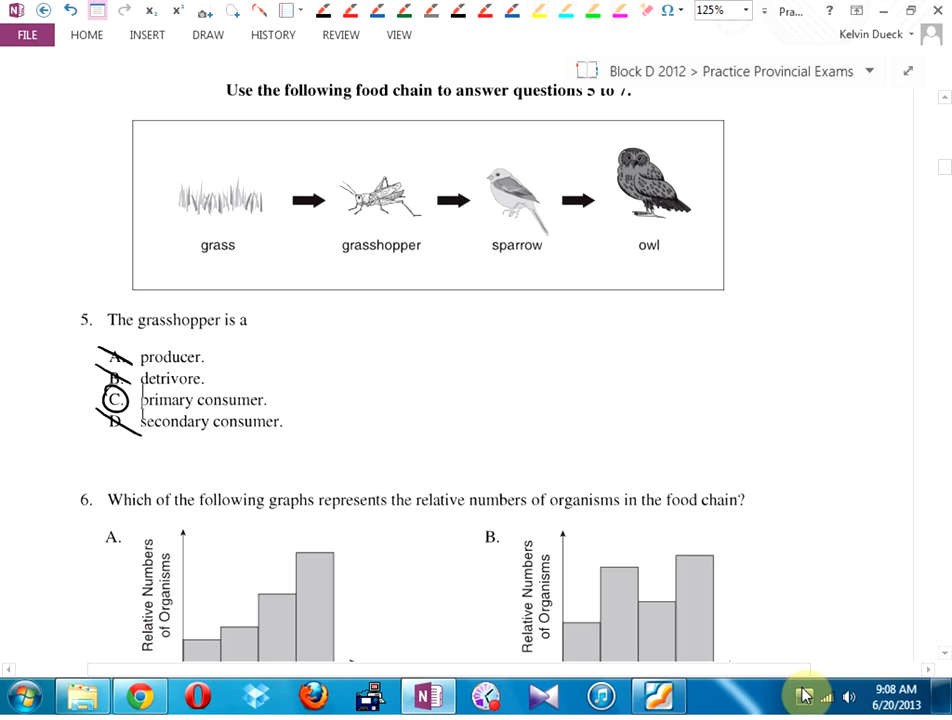 125%
Pra...
?
FILE
HOME
INSERT
DRAW
HISTORY
REVIEW
VIEW
Kelvin Dueck
Block D 2012 > Practice Provincial Exams
Use the following food chain to answer questions 5 to 7.
grass
grasshopper
sparrow
owl
5. The grasshopper is a
A. producer.
B. detrivore.
C. primary consumer.
D. secondary consumer.
6. Which of the following graphs represents the relative numbers of organisms in the food chain?
A.
Relative Numbers
of Organisms
B.
Relative Numbers
of Organisms
9:08 AM
6/20/2013